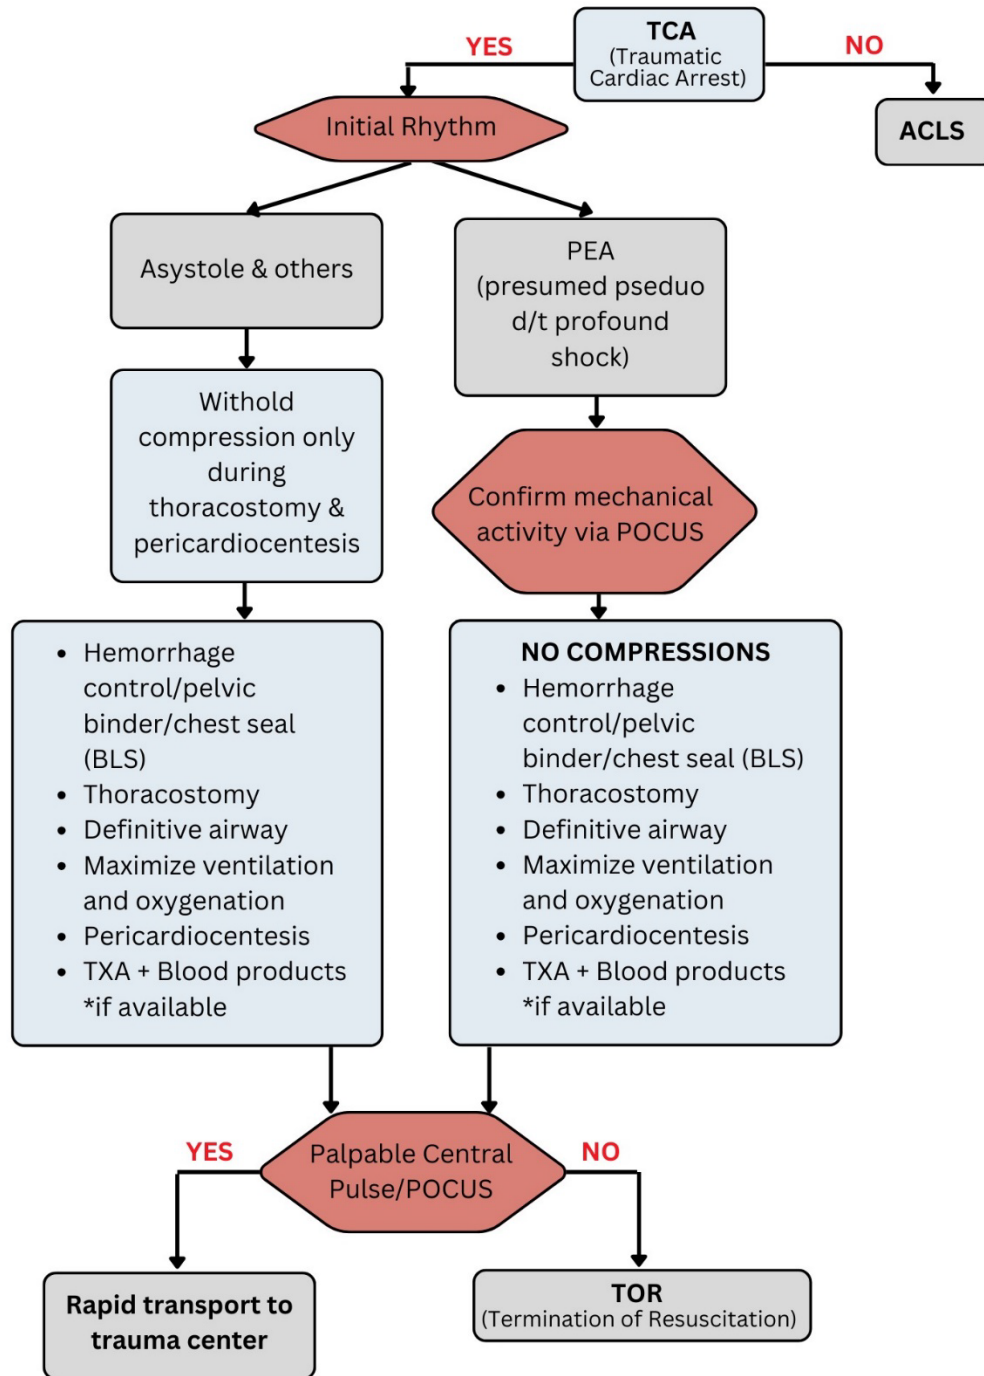 TCA
(Traumatic
Cardiac Arrest)
YES
NO
Initial Rhythm
ACLS
Asystole & others
PEA
(presumed pseduo
d/t profound
shock)
Withold
compression only
during
thoracostomy &
pericardiocentesis
Confirm mechanical
activity via POCUS
• Hemorrhage
control/pelvic
binder/chest seal
(BLS)
• Thoracostomy
• Definitive airway
• Maximize ventilation
and oxygenation
• Pericardiocentesis
• TXA + Blood products
*if available
NO COMPRESSIONS
• Hemorrhage
control/pelvic
binder/chest seal (BLS)
• Thoracostomy
• Definitive airway
• Maximize ventilation
and oxygenation
• Pericardiocentesis
• TXA + Blood products
*if available
Palpable Central
Pulse/POCUS
YES
NO
Rapid transport to
trauma center
TOR
(Termination of Resuscitation)